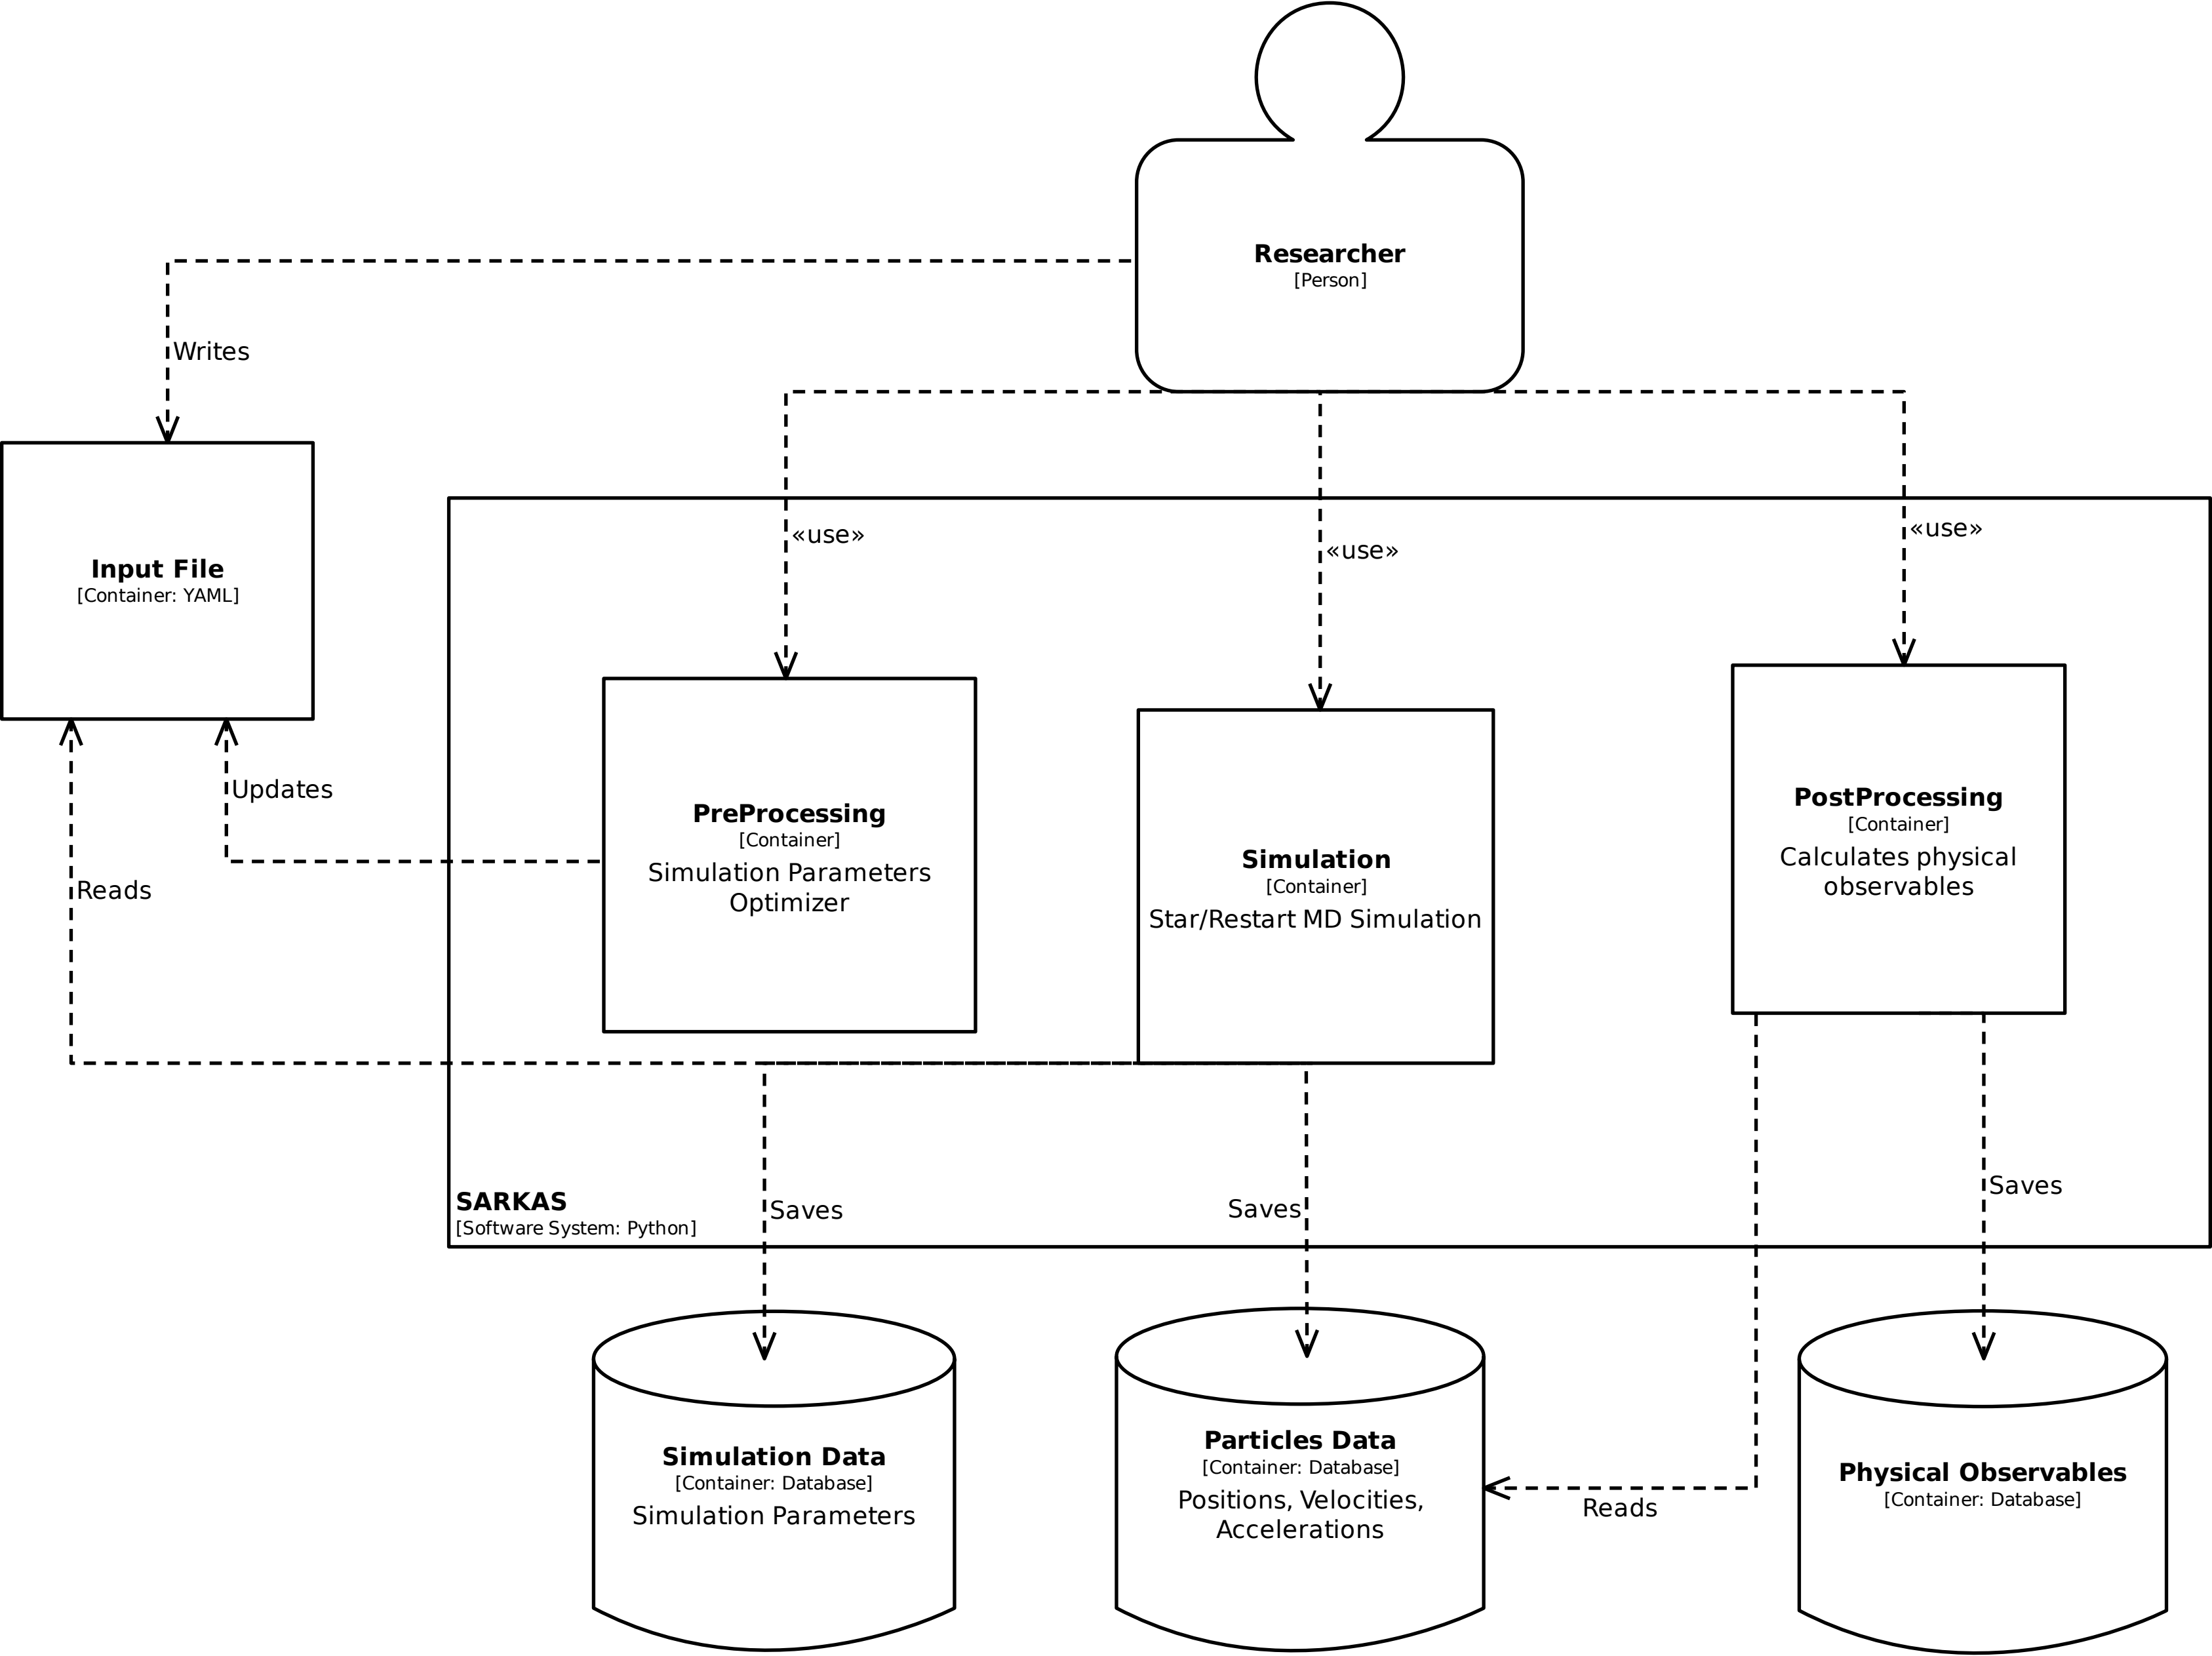 Researcher
[Person]
Writes
«use»
«use»
«use»
Input File
[Container: YAML]
Updates
Reads
PreProcessing
[Container]
Simulation Parameters
Optimizer
Simulation
[Container]
Star/Restart MD Simulation
PostProcessing
[Container]
Calculates physical
observables
SARKAS
[Software System: Python]
Saves
Saves
Saves
Simulation Data
[Container: Database]
Simulation Parameters
Particles Data
[Container: Database]
Positions, Velocities,
Accelerations
Reads
Physical Observables
[Container: Database]